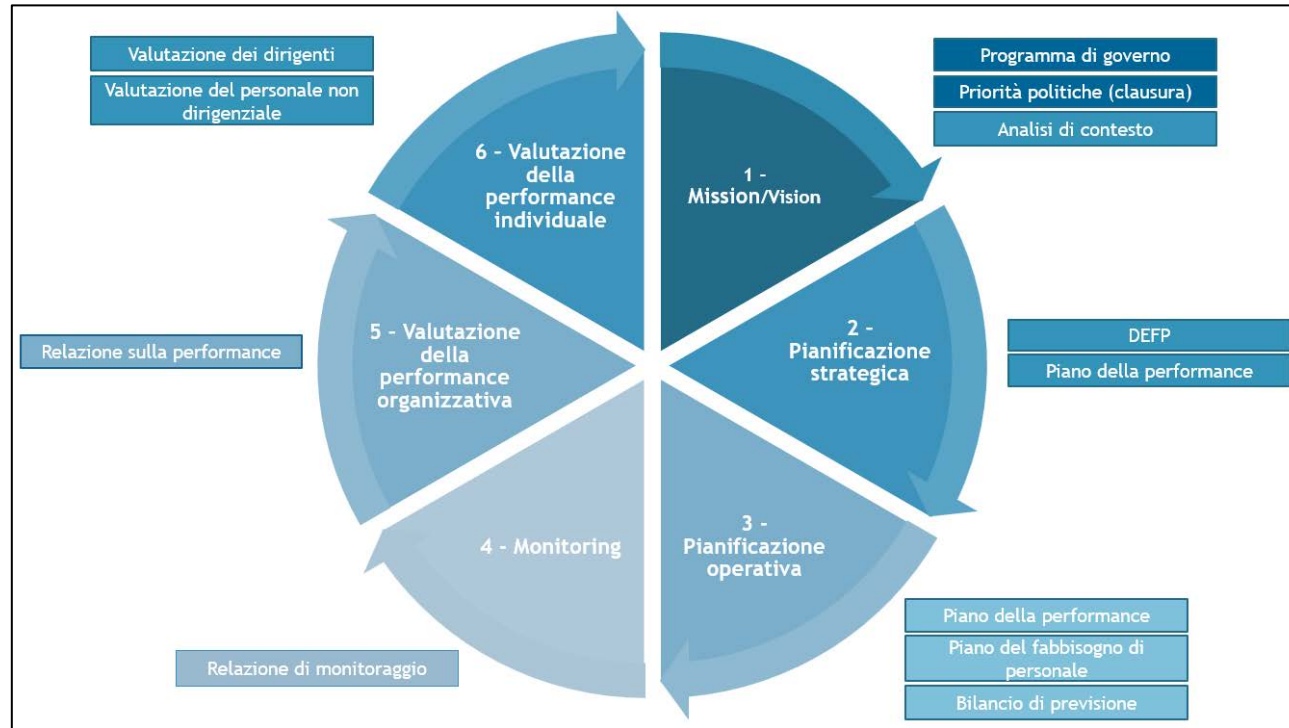 Valutazione dei dirigenti
Valutazione del personale non
dirigenziale
Programma di governo
Priorità politiche (clausura)
Analisi di contesto
6 - Valutazione
della
performance
individuale
1 -
Mission/Vision
Relazione sulla performance
5 - Valutazione
della
performance
organizzativa
2 -
Pianificazione
strategica
DEFP
Piano della performance
4 - Monitoring
3 -
Pianificazione
operativa
Relazione di monitoraggio
Piano della performance
Piano del fabbisogno di
personale
Bilancio di previsione